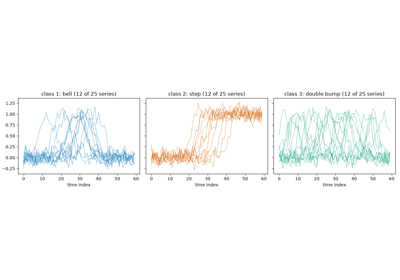 class 1: bell (12 of 25 series)
class 2: step (12 of 25 series)
class 3: double bump (12 of 25 series)
1.25
1.00
0.75
0.50
0.25
0.00
−0.25
0 10 20 30 40 50 60
0 10 20 30 40 50 60
0 10 20 30 40 50 60
time index
time index
time index